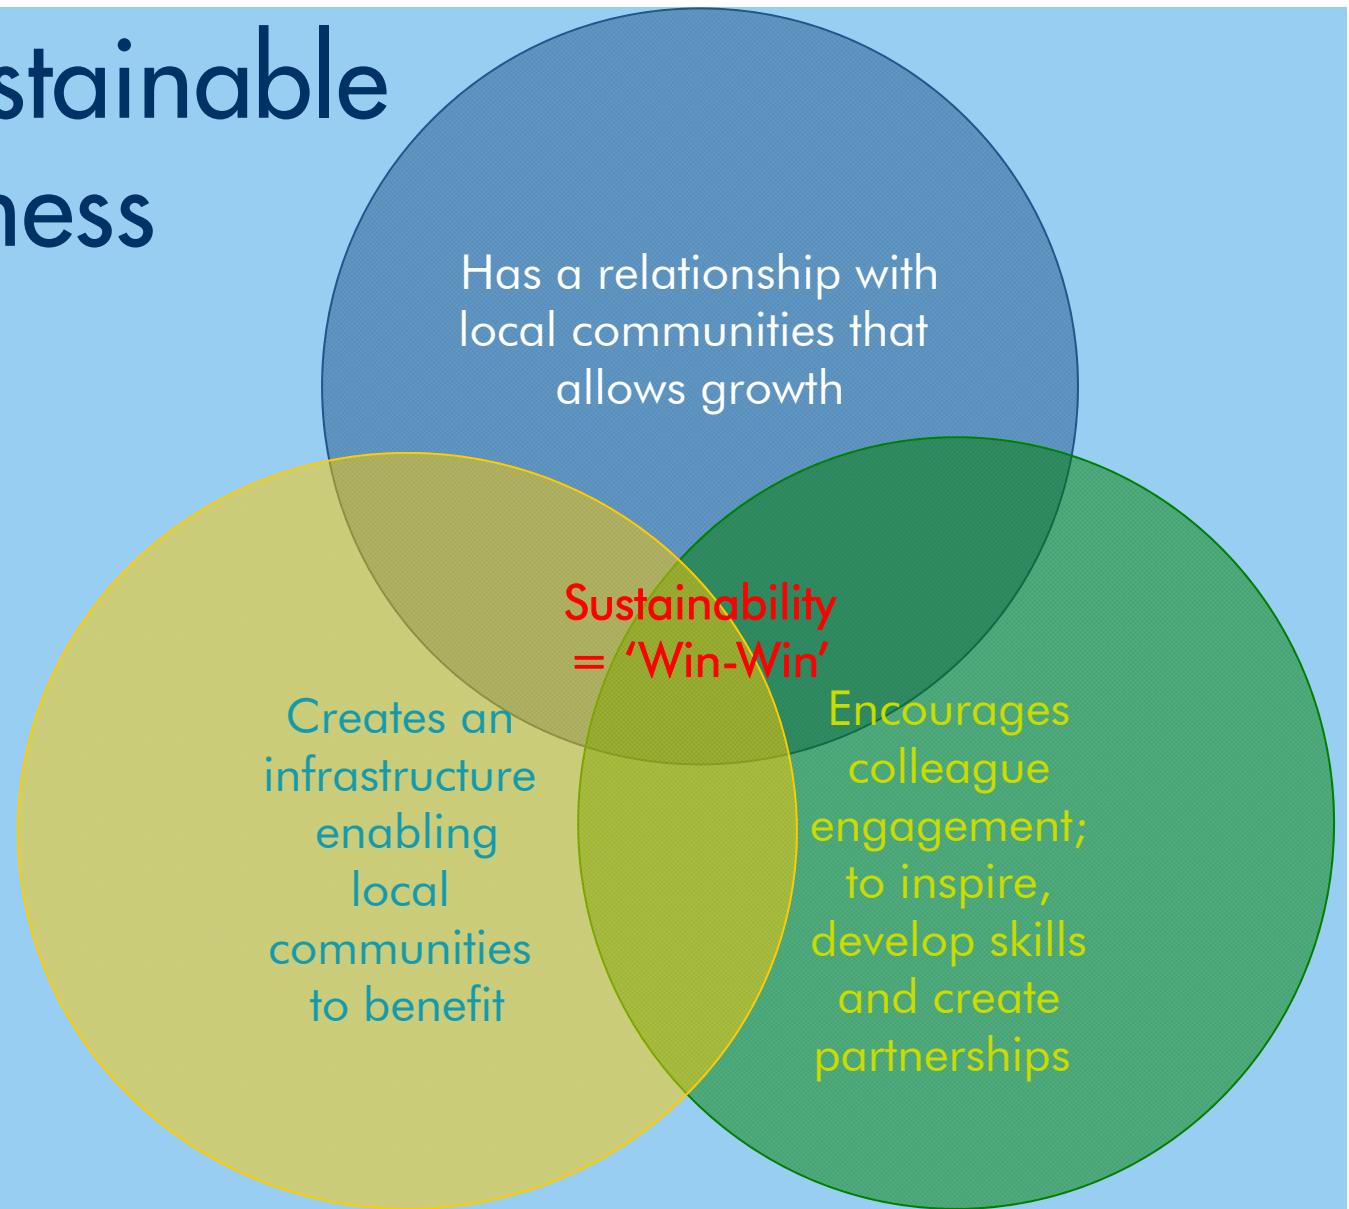 stainable
ness
Has a relationship with
local communities that
allows growth
Sustainability
= ‘Win-Win’
Creates an
infrastructure
enabling
local
communities
to benefit
Encourages
colleague
engagement;
to inspire,
develop skills
and create
partnerships